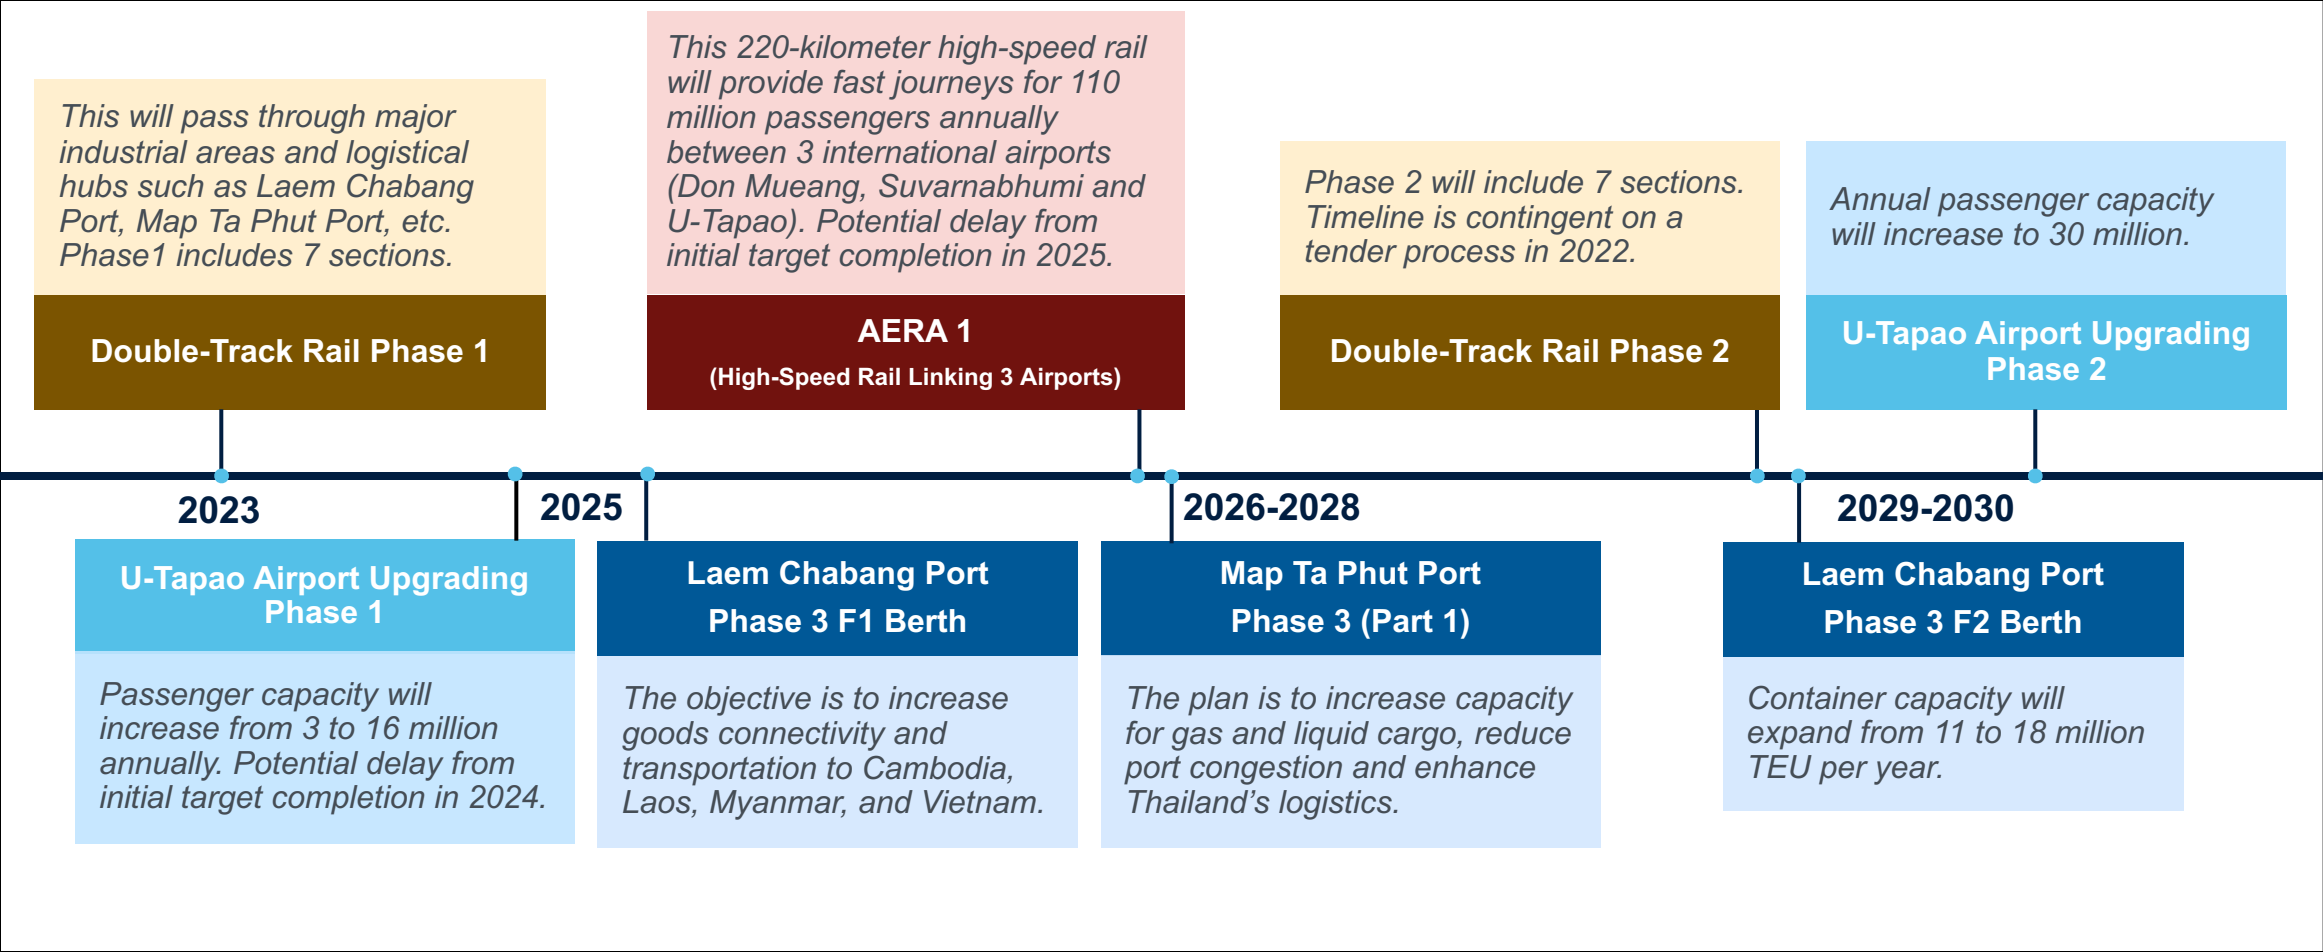 This will pass through major
industrial areas and logistical
hubs such as Laem Chabang
Port, Map Ta Phut Port, etc.
Phase1 includes 7 sections.
Double-Track Rail Phase 1
This 220-kilometer high-speed rail
will provide fast journeys for 110
million passengers annually
between 3 international airports
(Don Mueang, Suvarnabhumi and
U-Tapao). Potential delay from
initial target completion in 2025.
AERA 1
(High-Speed Rail Linking 3 Airports)
Phase 2 will include 7 sections.
Timeline is contingent on a
tender process in 2022.
Double-Track Rail Phase 2
Annual passenger capacity
will increase to 30 million.
U-Tapao Airport Upgrading
Phase 2
2023
2025
2026-2028
2029-2030
U-Tapao Airport Upgrading
Phase 1
Passenger capacity will
increase from 3 to 16 million
annually. Potential delay from
initial target completion in 2024.
Laem Chabang Port
Phase 3 F1 Berth
The objective is to increase
goods connectivity and
transportation to Cambodia,
Laos, Myanmar, and Vietnam.
Map Ta Phut Port
Phase 3 (Part 1)
The plan is to increase capacity
for gas and liquid cargo, reduce
port congestion and enhance
Thailand’s logistics.
Laem Chabang Port
Phase 3 F2 Berth
Container capacity will
expand from 11 to 18 million
TEU per year.